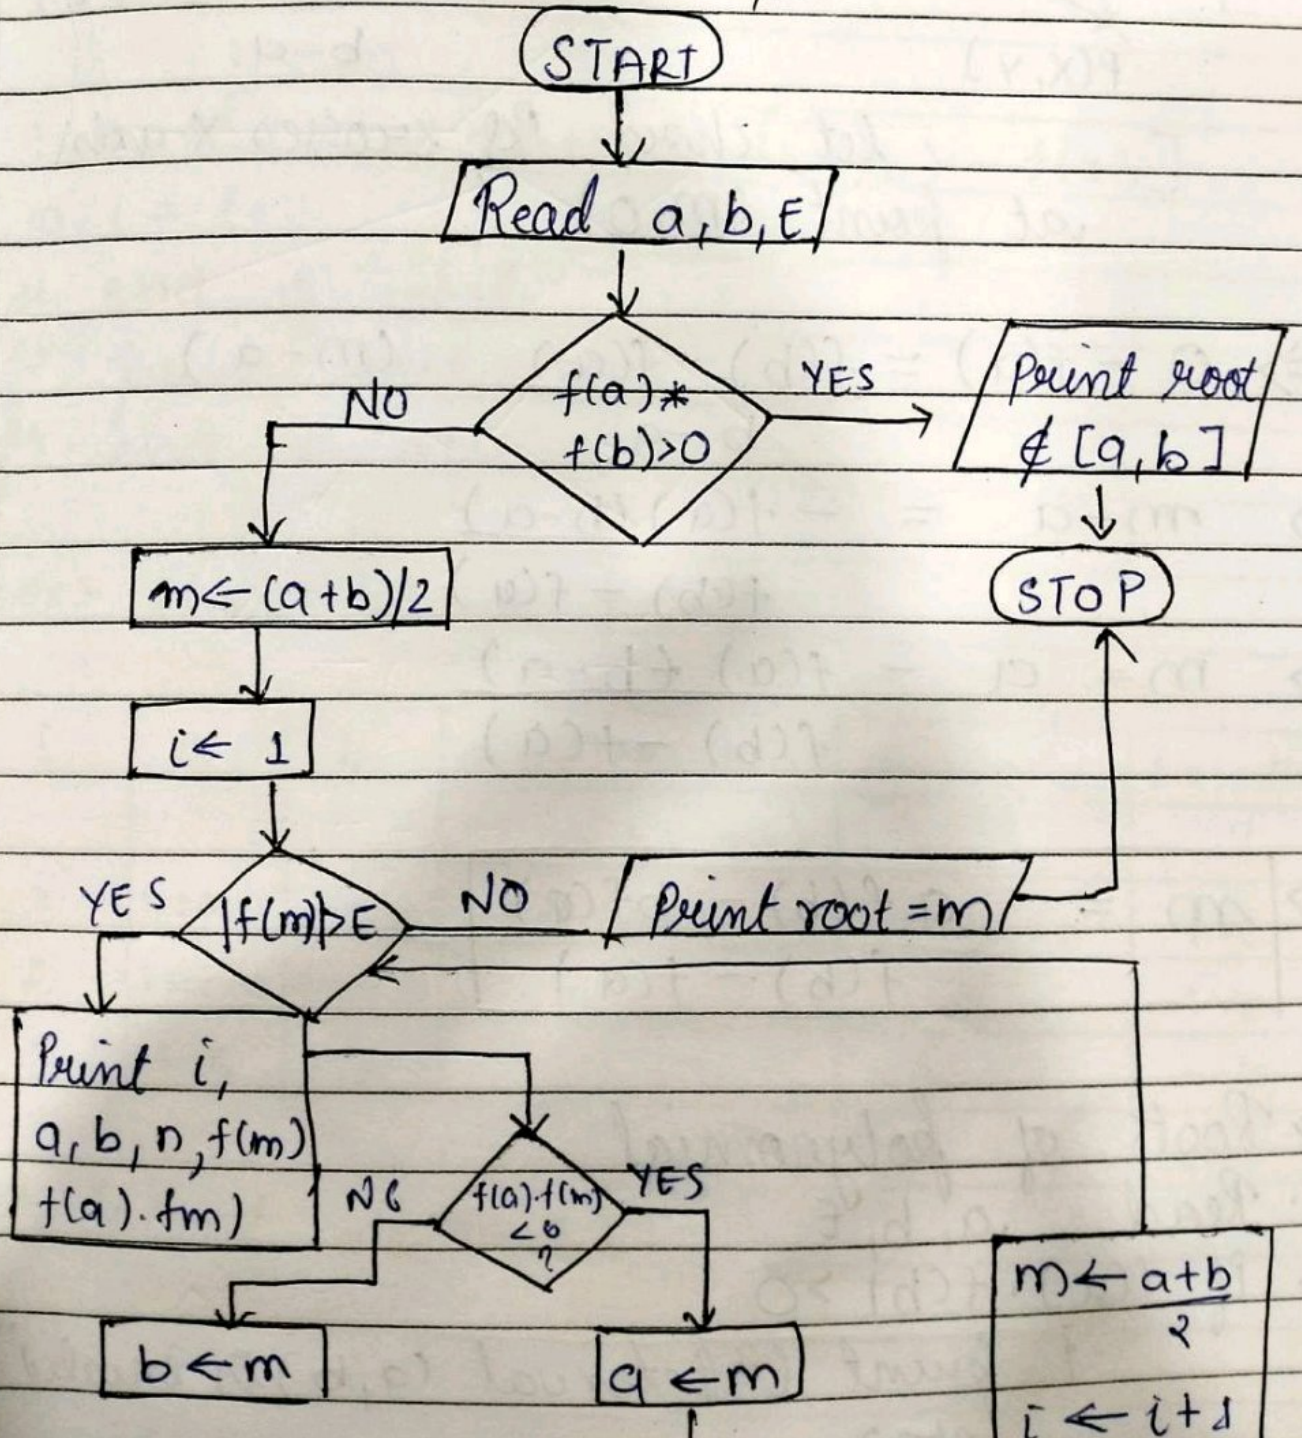 START
Read a, b, E
f(a) *
f(b) > 0
NO
YES
Print root
∉ [a, b]
STOP
m ← (a+b)/2
i ← 1
|f(m)| > E
YES
NO
Print root = m
Print i,
a, b, n, f(m)
f(a). fm)
f(a).f(m)
< 0
?
NO
YES
b ← m
a ← m
m ← a+b
2
i ← i+1